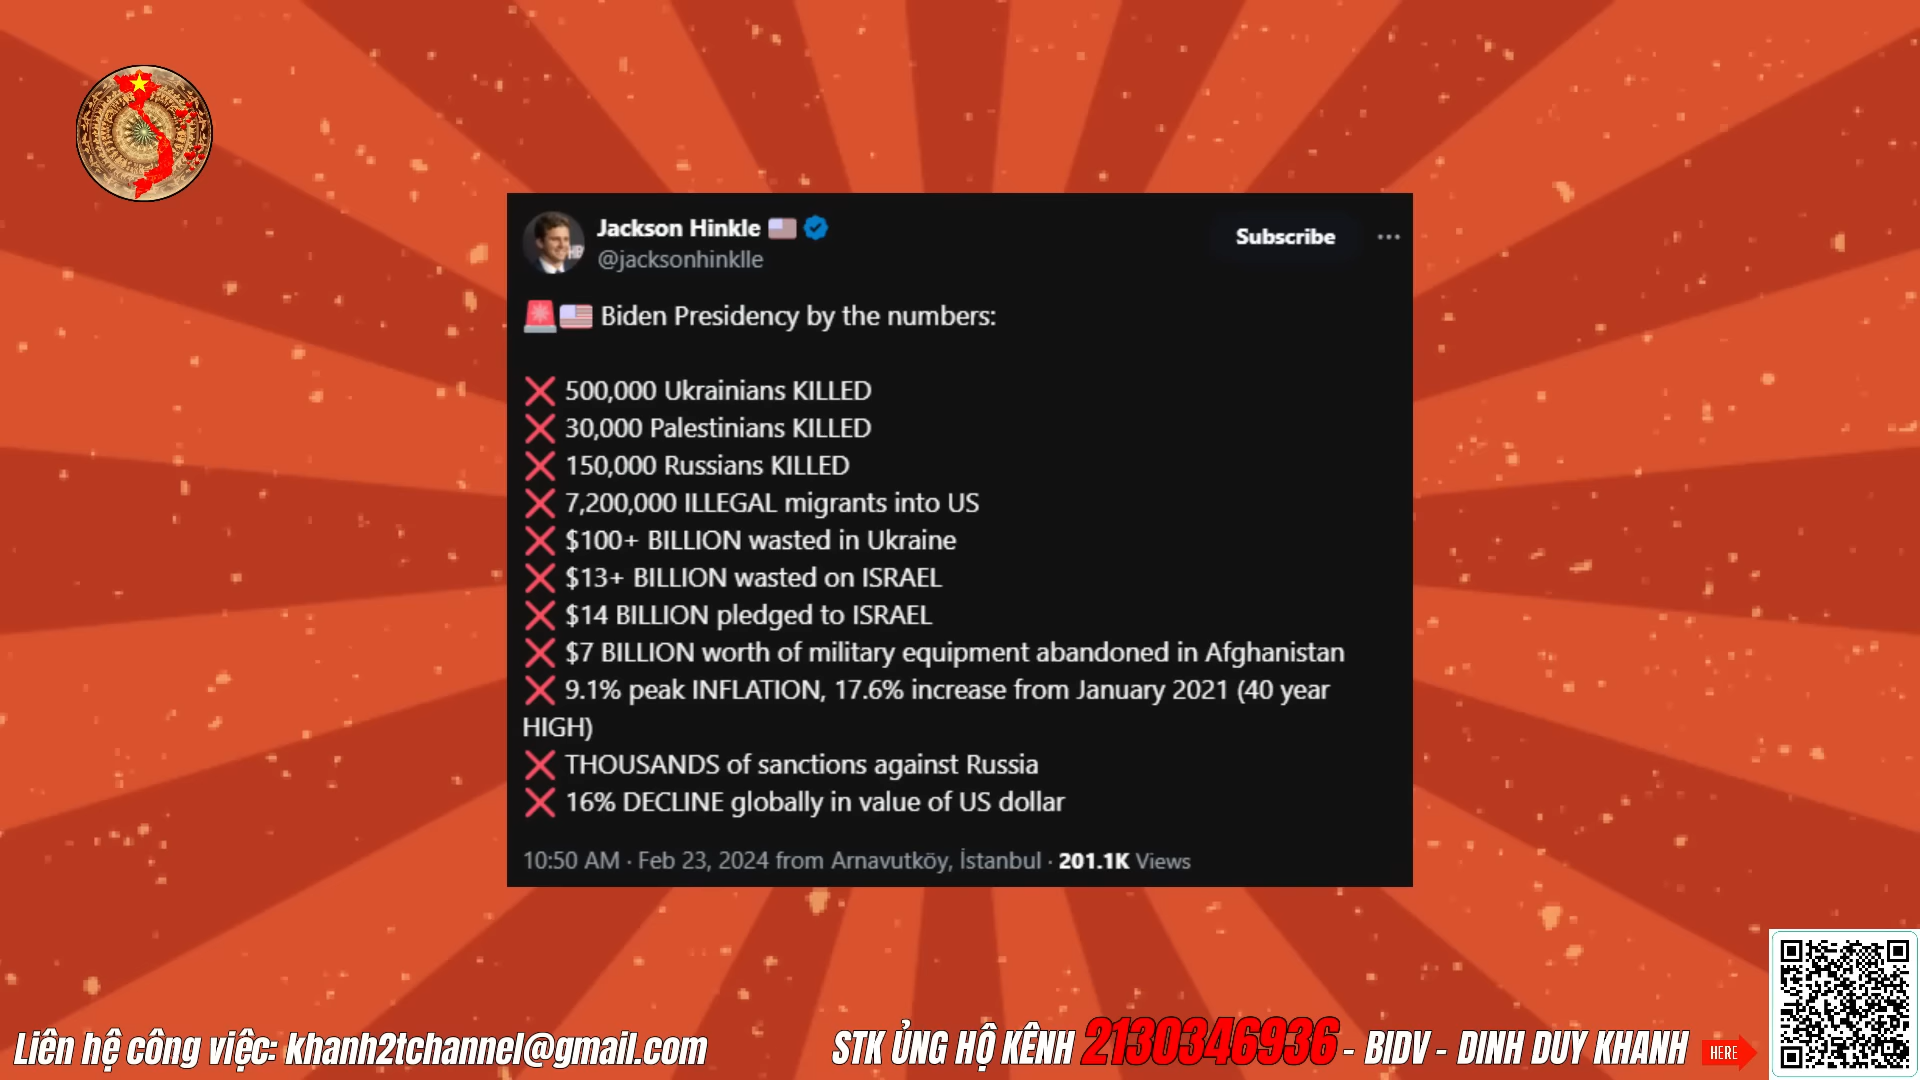 Jackson Hinkle
@jacksonhinklle
Subscribe
Biden Presidency by the numbers:
500,000 Ukrainians KILLED
30,000 Palestinians KILLED
150,000 Russians KILLED
7,200,000 ILLEGAL migrants into US
$100+ BILLION wasted in Ukraine
$13+ BILLION wasted on ISRAEL
$14 BILLION pledged to ISRAEL
$7 BILLION worth of military equipment abandoned in Afghanistan
9.1% peak INFLATION, 17.6% increase from January 2021 (40 year
HIGH)
THOUSANDS of sanctions against Russia
16% DECLINE globally in value of US dollar
10:50 AM · Feb 23, 2024 from Arnavutköy, İstanbul · 201.1K Views
Liên hệ công việc: khanh2tchannel@gmail.com
STK ỦNG HỘ KÊNH 2130346936 - BIDV - DINH DUY KHANH
HERE